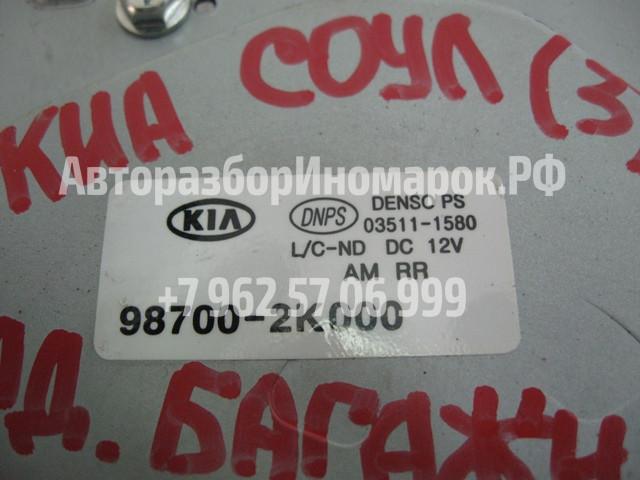 КИА СОУЛ (3)
АвторазборИномарок.РФ
KIA DNPS DENSO PS
03511-1580
L/C-ND DC 12V
AM RR
+7 962 57 06 999
98700-2K000
БАГАЖН